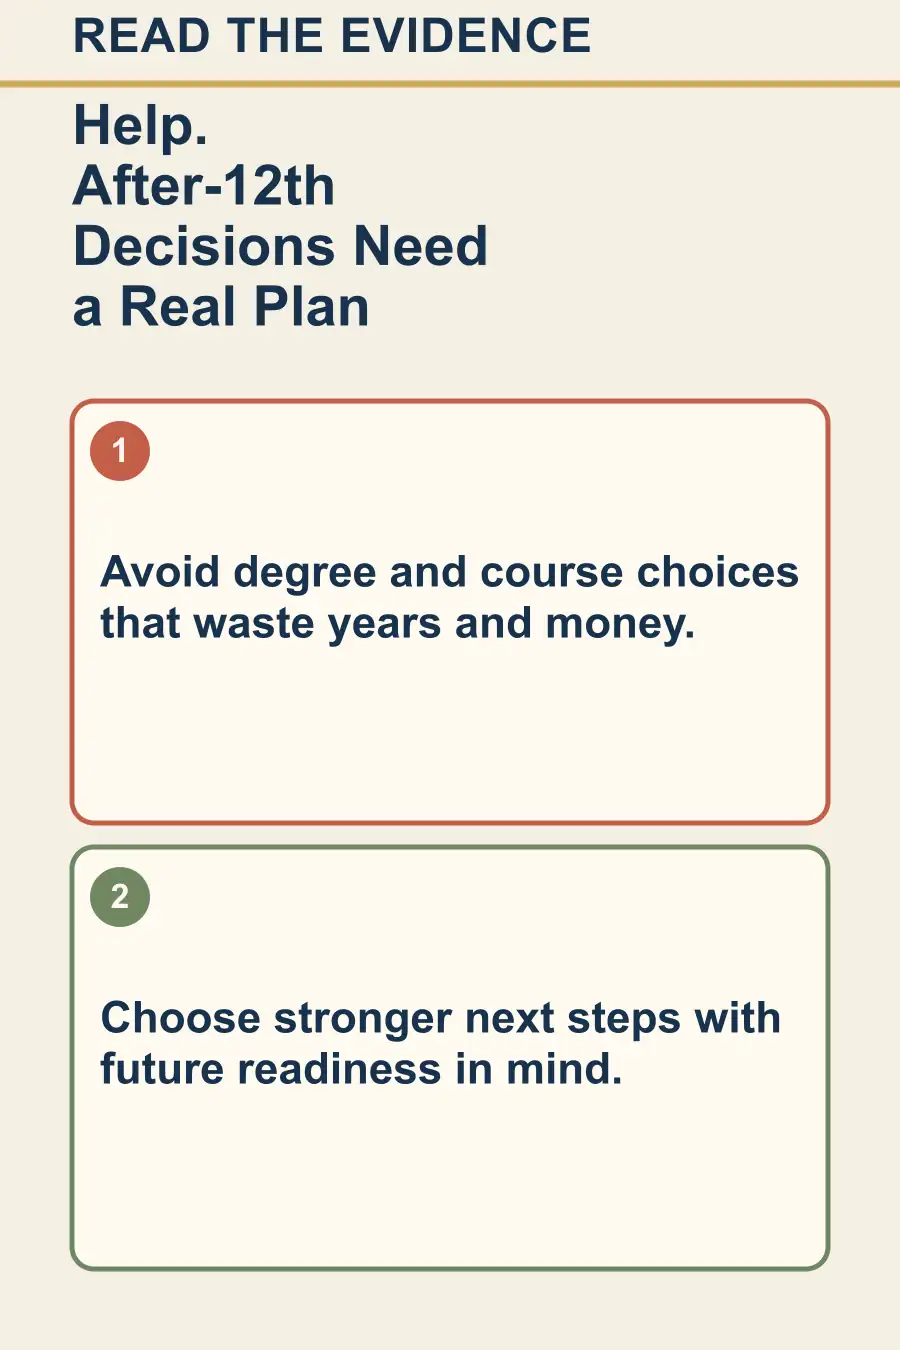 READ THE EVIDENCE
Help.
After-12th
Decisions Need
a Real Plan
1
Avoid degree and course choices
that waste years and money.
2
Choose stronger next steps with
future readiness in mind.